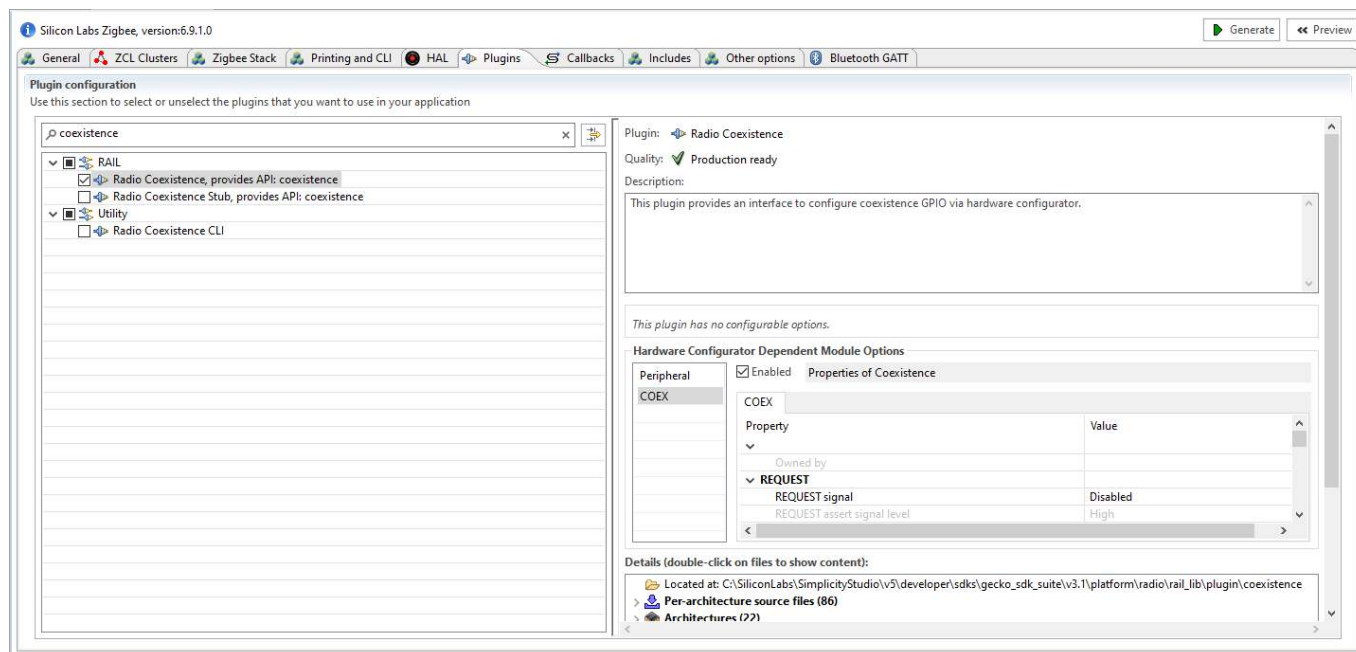 Silicon Labs Zigbee, version:6.9.1.0
Generate
Preview
General
ZCL Clusters
Zigbee Stack
Printing and CLI
HAL
Plugins
Callbacks
Includes
Other options
Bluetooth GATT
Plugin configuration
Use this section to select or unselect the plugins that you want to use in your application
coexistence
RAIL
Radio Coexistence, provides API: coexistence
Radio Coexistence Stub, provides API: coexistence
Utility
Radio Coexistence CLI
Plugin: Radio Coexistence
Quality: Production ready
Description:
This plugin provides an interface to configure coexistence GPIO via hardware configurator.
This plugin has no configurable options.
Hardware Configurator Dependent Module Options
Peripheral
COEX
Enabled Properties of Coexistence
COEX
Property Value
Owned by
REQUEST
REQUEST signal Disabled
REQUEST assert signal level High
Details (double-click on files to show content):
Located at: C:\SiliconLabs\SimplicityStudio\v5\developer\sdks\gecko_sdk_suite\v3.1\platform\radio\rail_lib\plugin\coexistence
Per-architecture source files (86)
Architectures (22)